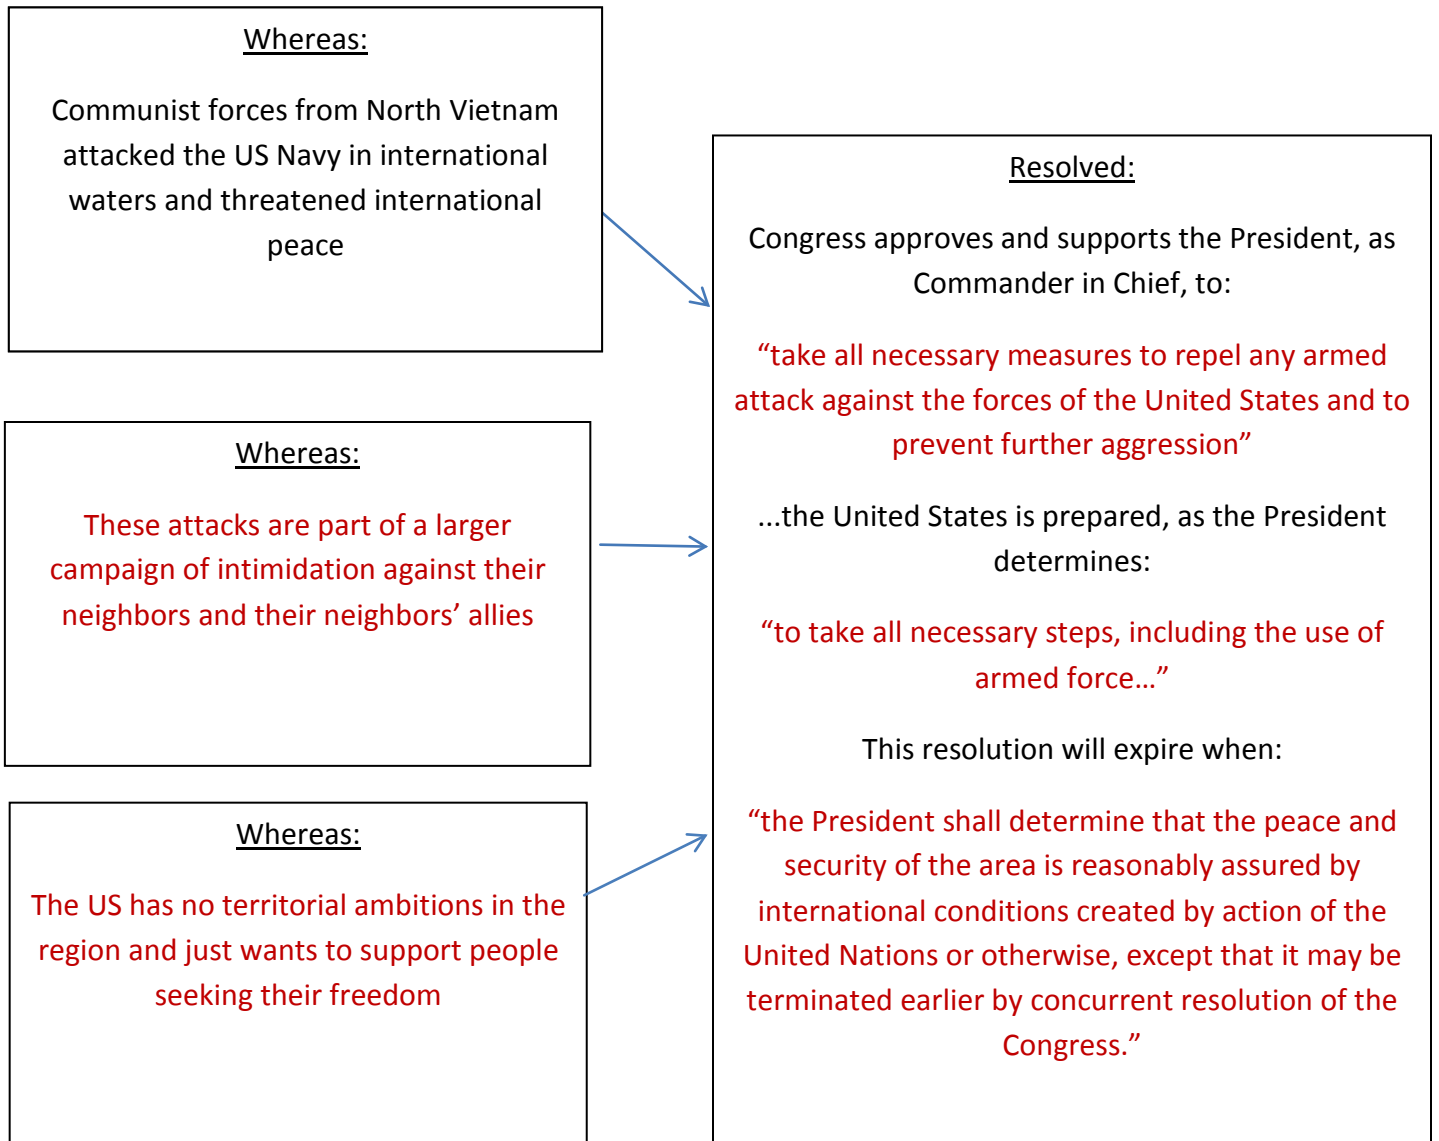 Whereas:
Communist forces from North Vietnam
attacked the US Navy in international
waters and threatened international
peace
Whereas:
These attacks are part of a larger
campaign of intimidation against their
neighbors and their neighbors’ allies
Whereas:
The US has no territorial ambitions in the
region and just wants to support people
seeking their freedom
Resolved:
Congress approves and supports the President, as
Commander in Chief, to:
“take all necessary measures to repel any armed
attack against the forces of the United States and to
prevent further aggression”
...the United States is prepared, as the President
determines:
“to take all necessary steps, including the use of
armed force…”
This resolution will expire when:
“the President shall determine that the peace and
security of the area is reasonably assured by
international conditions created by action of the
United Nations or otherwise, except that it may be
terminated earlier by concurrent resolution of the
Congress.”